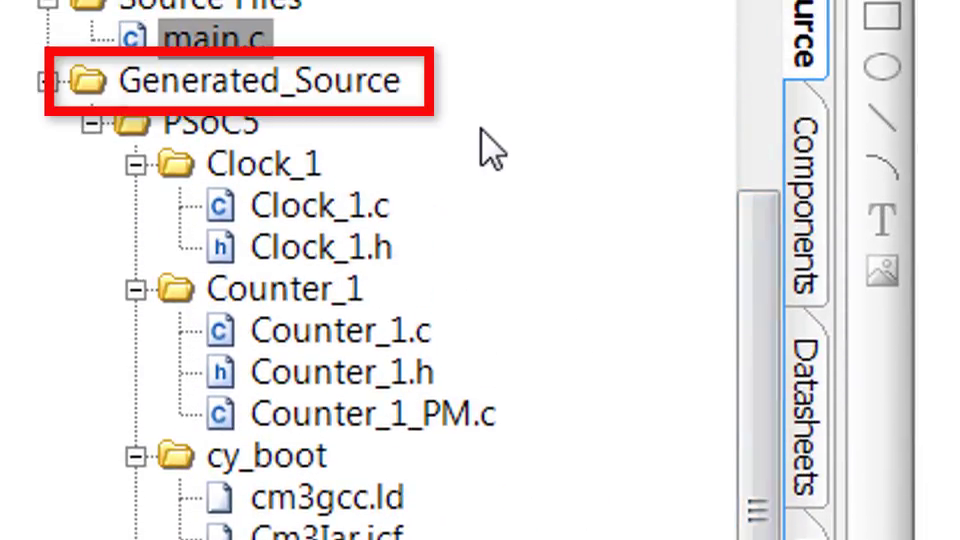 Source Files
main.c
Generated_Source
PSoC5
Clock_1
Clock_1.c
Clock_1.h
Counter_1
Counter_1.c
Counter_1.h
Counter_1_PM.c
cy_boot
cm3gcc.ld
Cm3Iar.icf
urce
Components
Datasheets